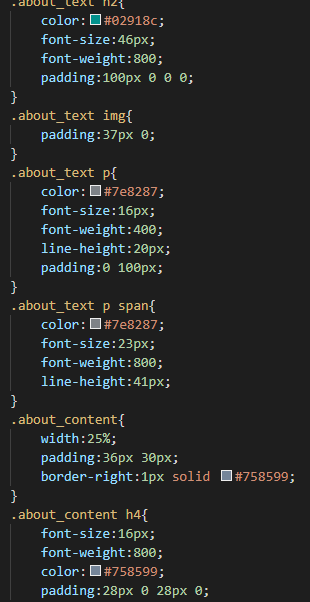 .about_text h2{
color:#02918c;
font-size:46px;
font-weight:800;
padding:100px 0 0 0;
}
.about_text img{
padding:37px 0;
}
.about_text p{
color:#7e8287;
font-size:16px;
font-weight:400;
line-height:20px;
padding:0 100px;
}
.about_text p span{
color:#7e8287;
font-size:23px;
font-weight:800;
line-height:41px;
}
.about_content{
width:25%;
padding:36px 30px;
border-right:1px solid #758599;
}
.about_content h4{
font-size:16px;
font-weight:800;
color:#758599;
padding:28px 0 28px 0;